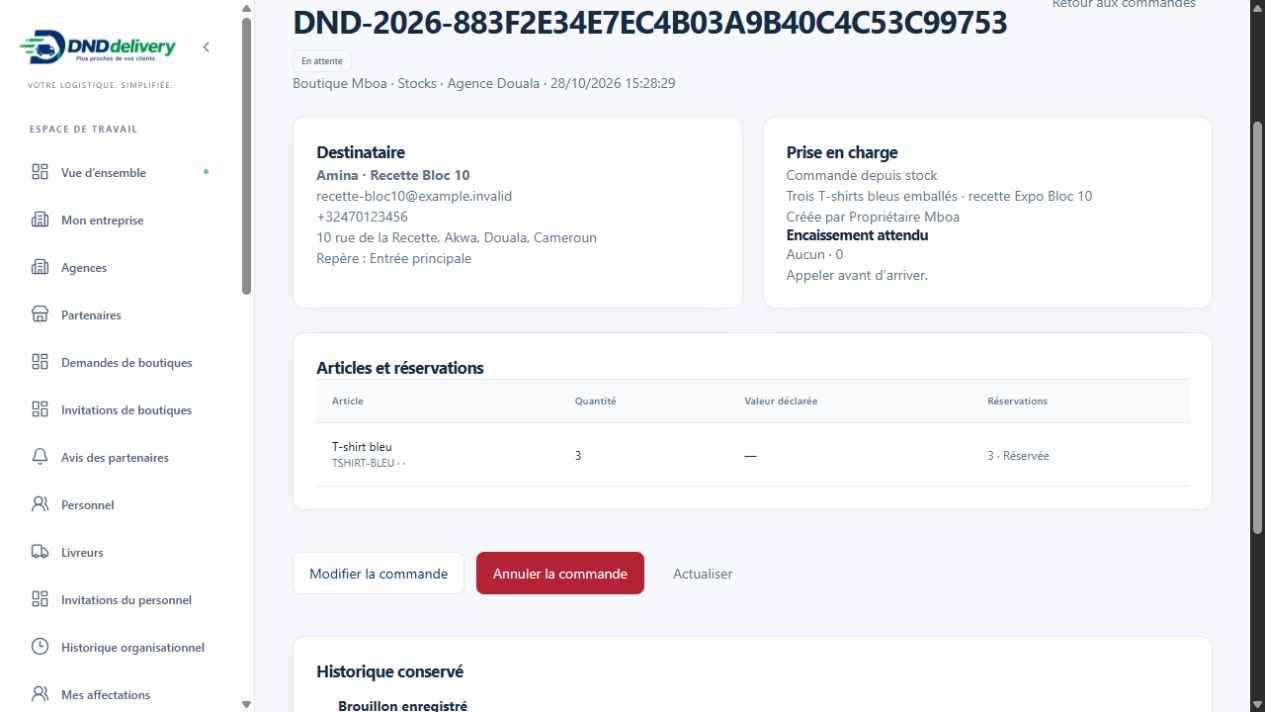 DNDdelivery
Plus proches de vos clients
VOTRE LOGISTIQUE. SIMPLIFIÉE.
ESPACE DE TRAVAIL
Vue d’ensemble
Mon entreprise
Agences
Partenaires
Demandes de boutiques
Invitations de boutiques
Avis des partenaires
Personnel
Livreurs
Invitations du personnel
Historique organisationnel
Mes affectations
Retour aux commandes
DND-2026-883F2E34E7EC4B03A9B40C4C53C99753
En attente
Boutique Mboa · Stocks · Agence Douala · 28/10/2026 15:28:29
Destinataire
Amina · Recette Bloc 10
recette-bloc10@example.invalid
+32470123456
10 rue de la Recette, Akwa, Douala, Cameroun
Repère : Entrée principale
Prise en charge
Commande depuis stock
Trois T-shirts bleus emballés · recette Expo Bloc 10
Créée par Propriétaire Mboa
Encaissement attendu
Aucun · 0
Appeler avant d’arriver.
Articles et réservations
Article Quantité Valeur déclarée Réservations
T-shirt bleu
TSHIRT-BLEU · ·
3 — 3 · Réservée
Modifier la commande Annuler la commande Actualiser
Historique conservé
Brouillon enregistré